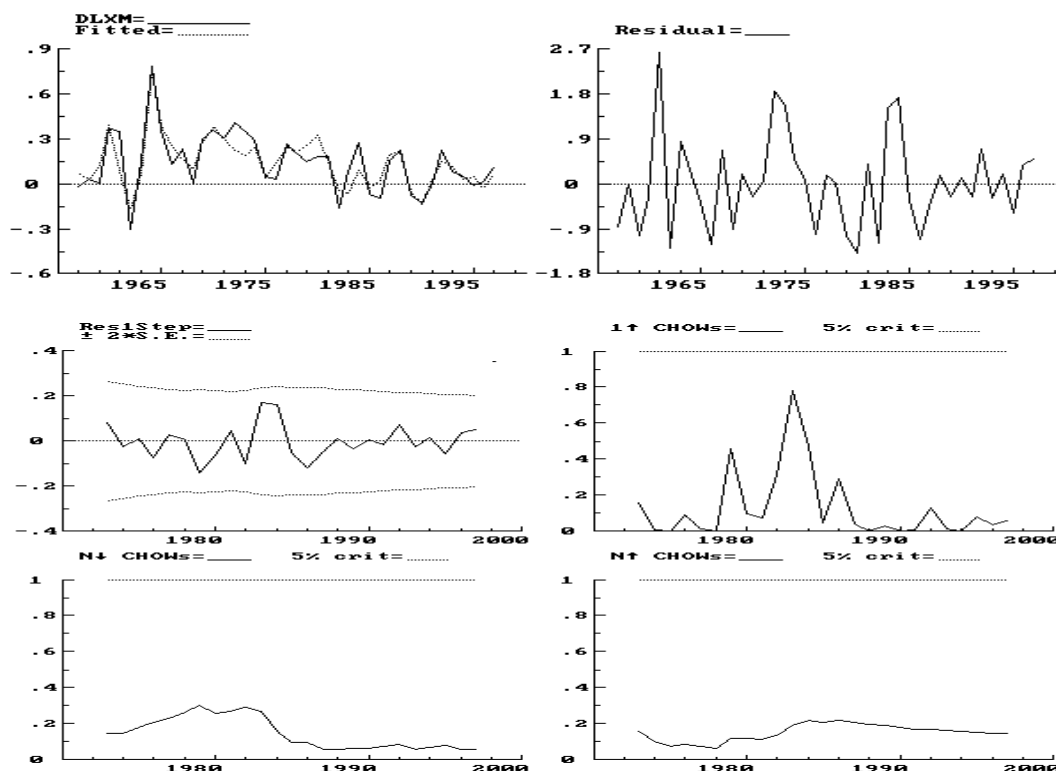 DLXM=
Fitted=
.9
.6
.3
0
-.3
-.6
1965 1975 1985 1995
Residual=
2.7
1.8
.9
0
-.9
-1.8
1965 1975 1985 1995
Res1Step=
± 2*S.E.=
.4
.2
0
-.2
-.4
1980 1990 2000
1↑ CHOWs= 5% crit=
1
.8
.6
.4
.2
0
1980 1990 2000
N↓ CHOWs= 5% crit=
1
.8
.6
.4
.2
0
1980 1990 2000
N↑ CHOWs= 5% crit=
1
.8
.6
.4
.2
0
1980 1990 2000